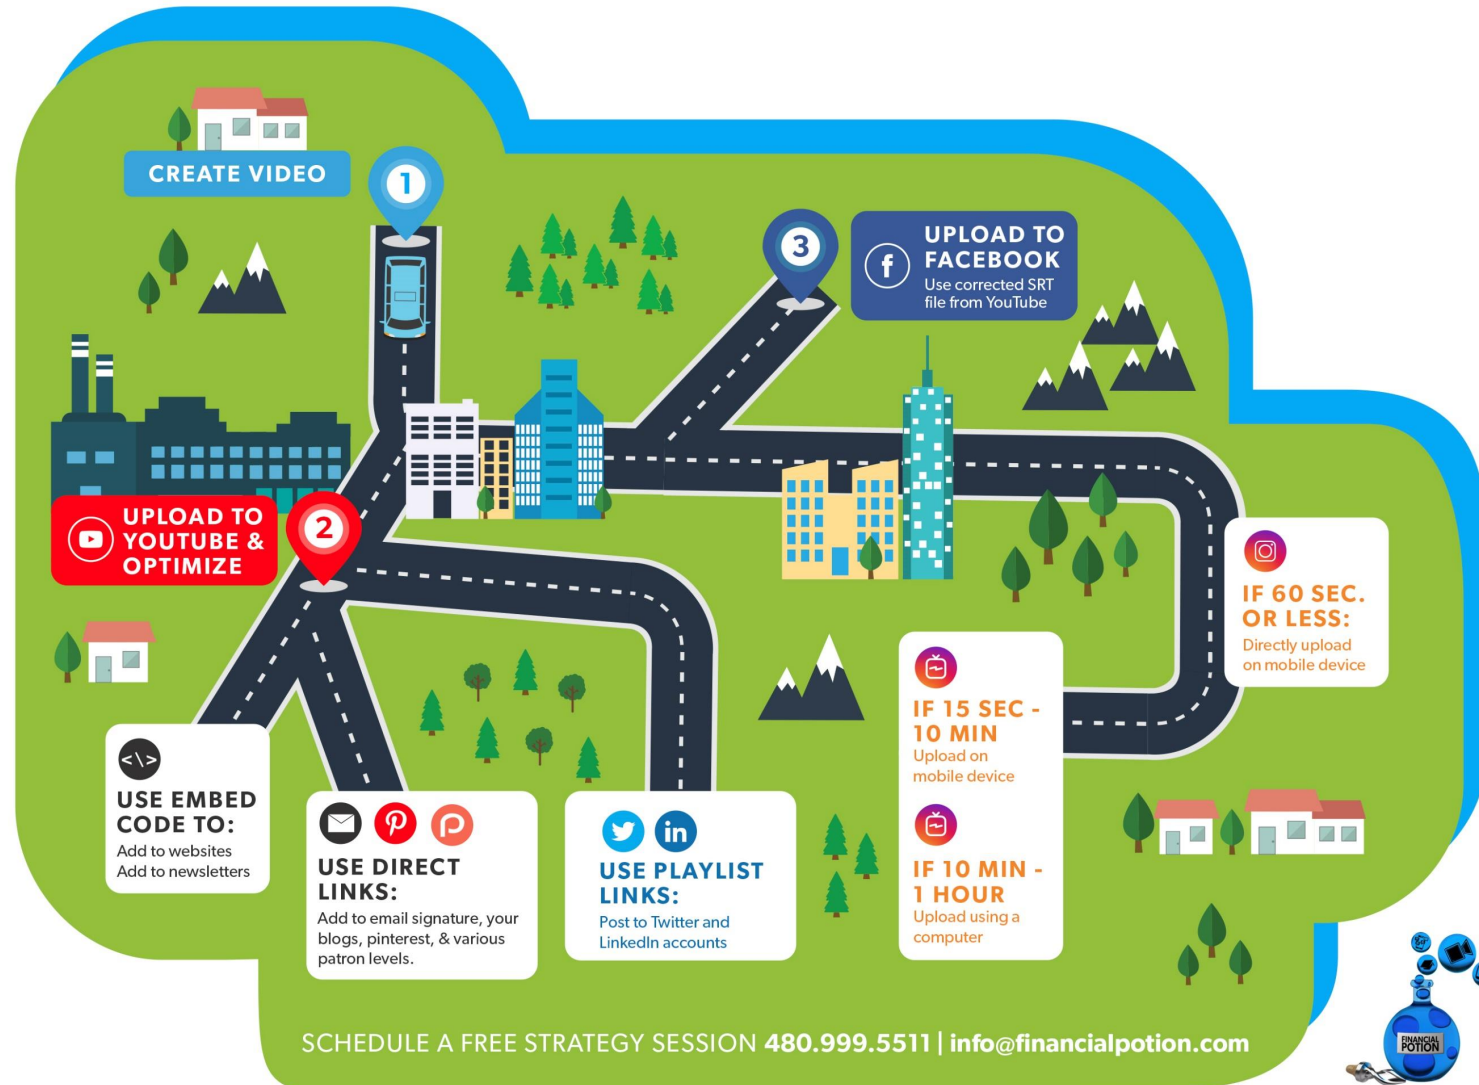 CREATE VIDEO
1
3
UPLOAD TO
FACEBOOK
Use corrected SRT
file from YouTube
f
UPLOAD TO
YOUTUBE &
OPTIMIZE
2
IF 60 SEC.
OR LESS:
Directly upload
on mobile device
IF 15 SEC -
10 MIN
Upload on
mobile device
IF 10 MIN -
1 HOUR
Upload using a
computer
<\>
USE EMBED
CODE TO:
Add to websites
Add to newsletters
USE DIRECT
LINKS:
Add to email signature, your
blogs, pinterest, & various
patron levels.
in
USE PLAYLIST
LINKS:
Post to Twitter and
LinkedIn accounts
SCHEDULE A FREE STRATEGY SESSION 480.999.5511 | info@financialpotion.com
FINANCIAL
POTION